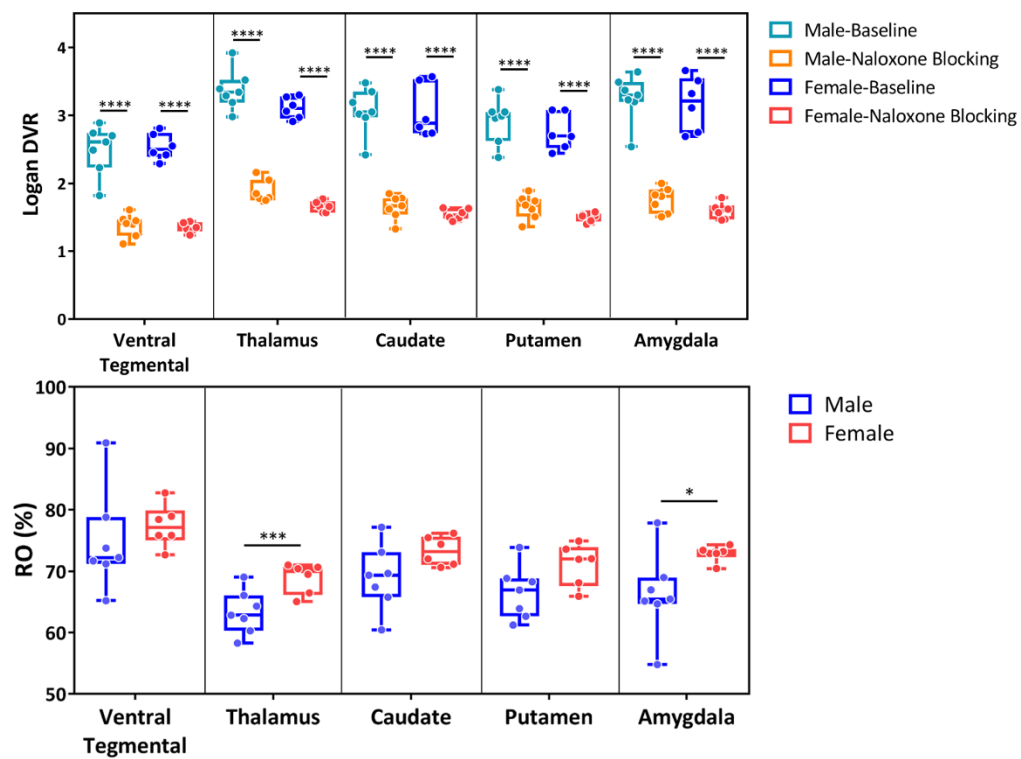 Logan DVR
4
3
2
1
0
**** **** **** **** **** **** **** **** **** ****
Ventral
Tegmental
Thalamus
Caudate
Putamen
Amygdala
Male-Baseline
Male-Naloxone Blocking
Female-Baseline
Female-Naloxone Blocking
RO (%)
100
90
80
70
60
50
*** *
Ventral
Tegmental
Thalamus
Caudate
Putamen
Amygdala
Male
Female